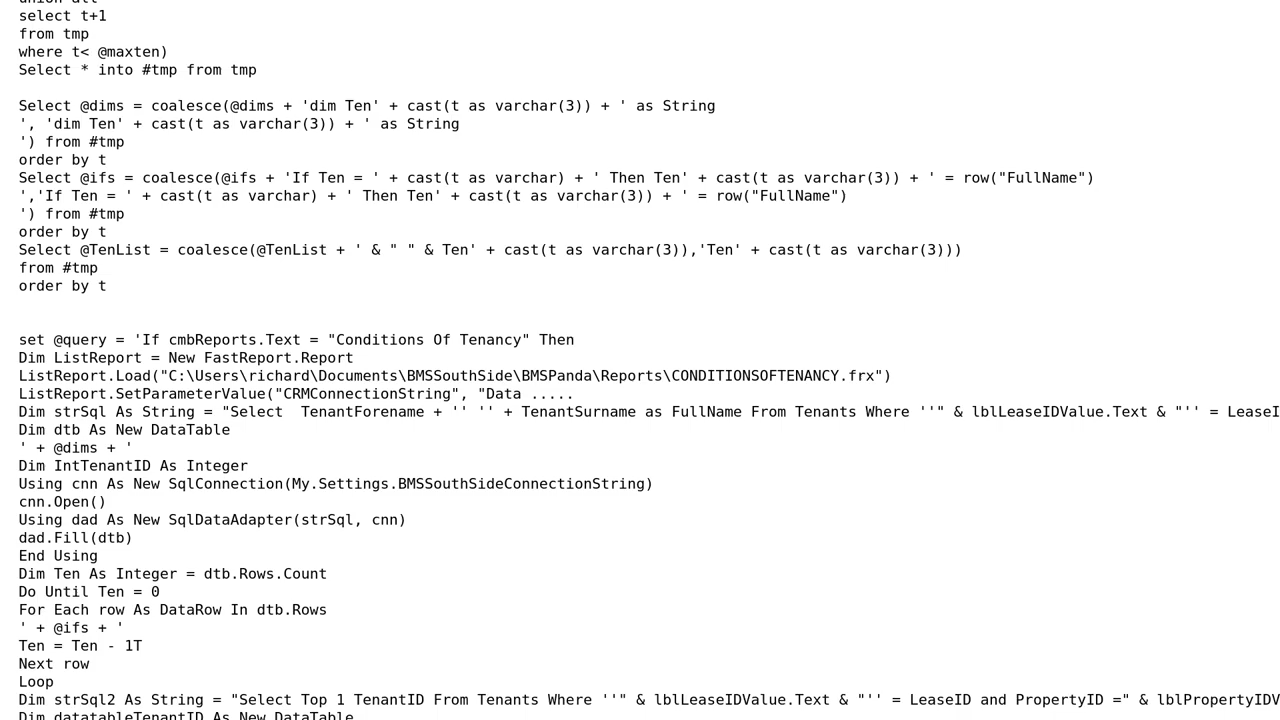 union all
select t+1
from tmp
where t< @maxten)
Select * into #tmp from tmp
Select @dims = coalesce(@dims + 'dim Ten' + cast(t as varchar(3)) + ' as String
', 'dim Ten' + cast(t as varchar(3)) + ' as String
') from #tmp
order by t
Select @ifs = coalesce(@ifs + 'If Ten = ' + cast(t as varchar) + ' Then Ten' + cast(t as varchar(3)) + ' = row("FullName")
','If Ten = ' + cast(t as varchar) + ' Then Ten' + cast(t as varchar(3)) + ' = row("FullName")
') from #tmp
order by t
Select @TenList = coalesce(@TenList + ' & " " & Ten' + cast(t as varchar(3)),'Ten' + cast(t as varchar(3)))
from #tmp
order by t
set @query = 'If cmbReports.Text = "Conditions Of Tenancy" Then
Dim ListReport = New FastReport.Report
ListReport.Load("C:\Users\richard\Documents\BMSSouthSide\BMSPanda\Reports\CONDITIONSOFTENANCY.frx")
ListReport.SetParameterValue("CRMConnectionString", "Data .....
Dim strSql As String = "Select  TenantForename + '' '' + TenantSurname as FullName From Tenants Where ''" & lblLeaseIDValue.Text & "'' = LeaseI
Dim dtb As New DataTable
' + @dims + '
Dim IntTenantID As Integer
Using cnn As New SqlConnection(My.Settings.BMSSouthSideConnectionString)
cnn.Open()
Using dad As New SqlDataAdapter(strSql, cnn)
dad.Fill(dtb)
End Using
Dim Ten As Integer = dtb.Rows.Count
Do Until Ten = 0
For Each row As DataRow In dtb.Rows
' + @ifs + '
Ten = Ten - 1T
Next row
Loop
Dim strSql2 As String = "Select Top 1 TenantID From Tenants Where ''" & lblLeaseIDValue.Text & "'' = LeaseID and PropertyID =" & lblPropertyIDV
Dim datatableTenantID As New DataTable